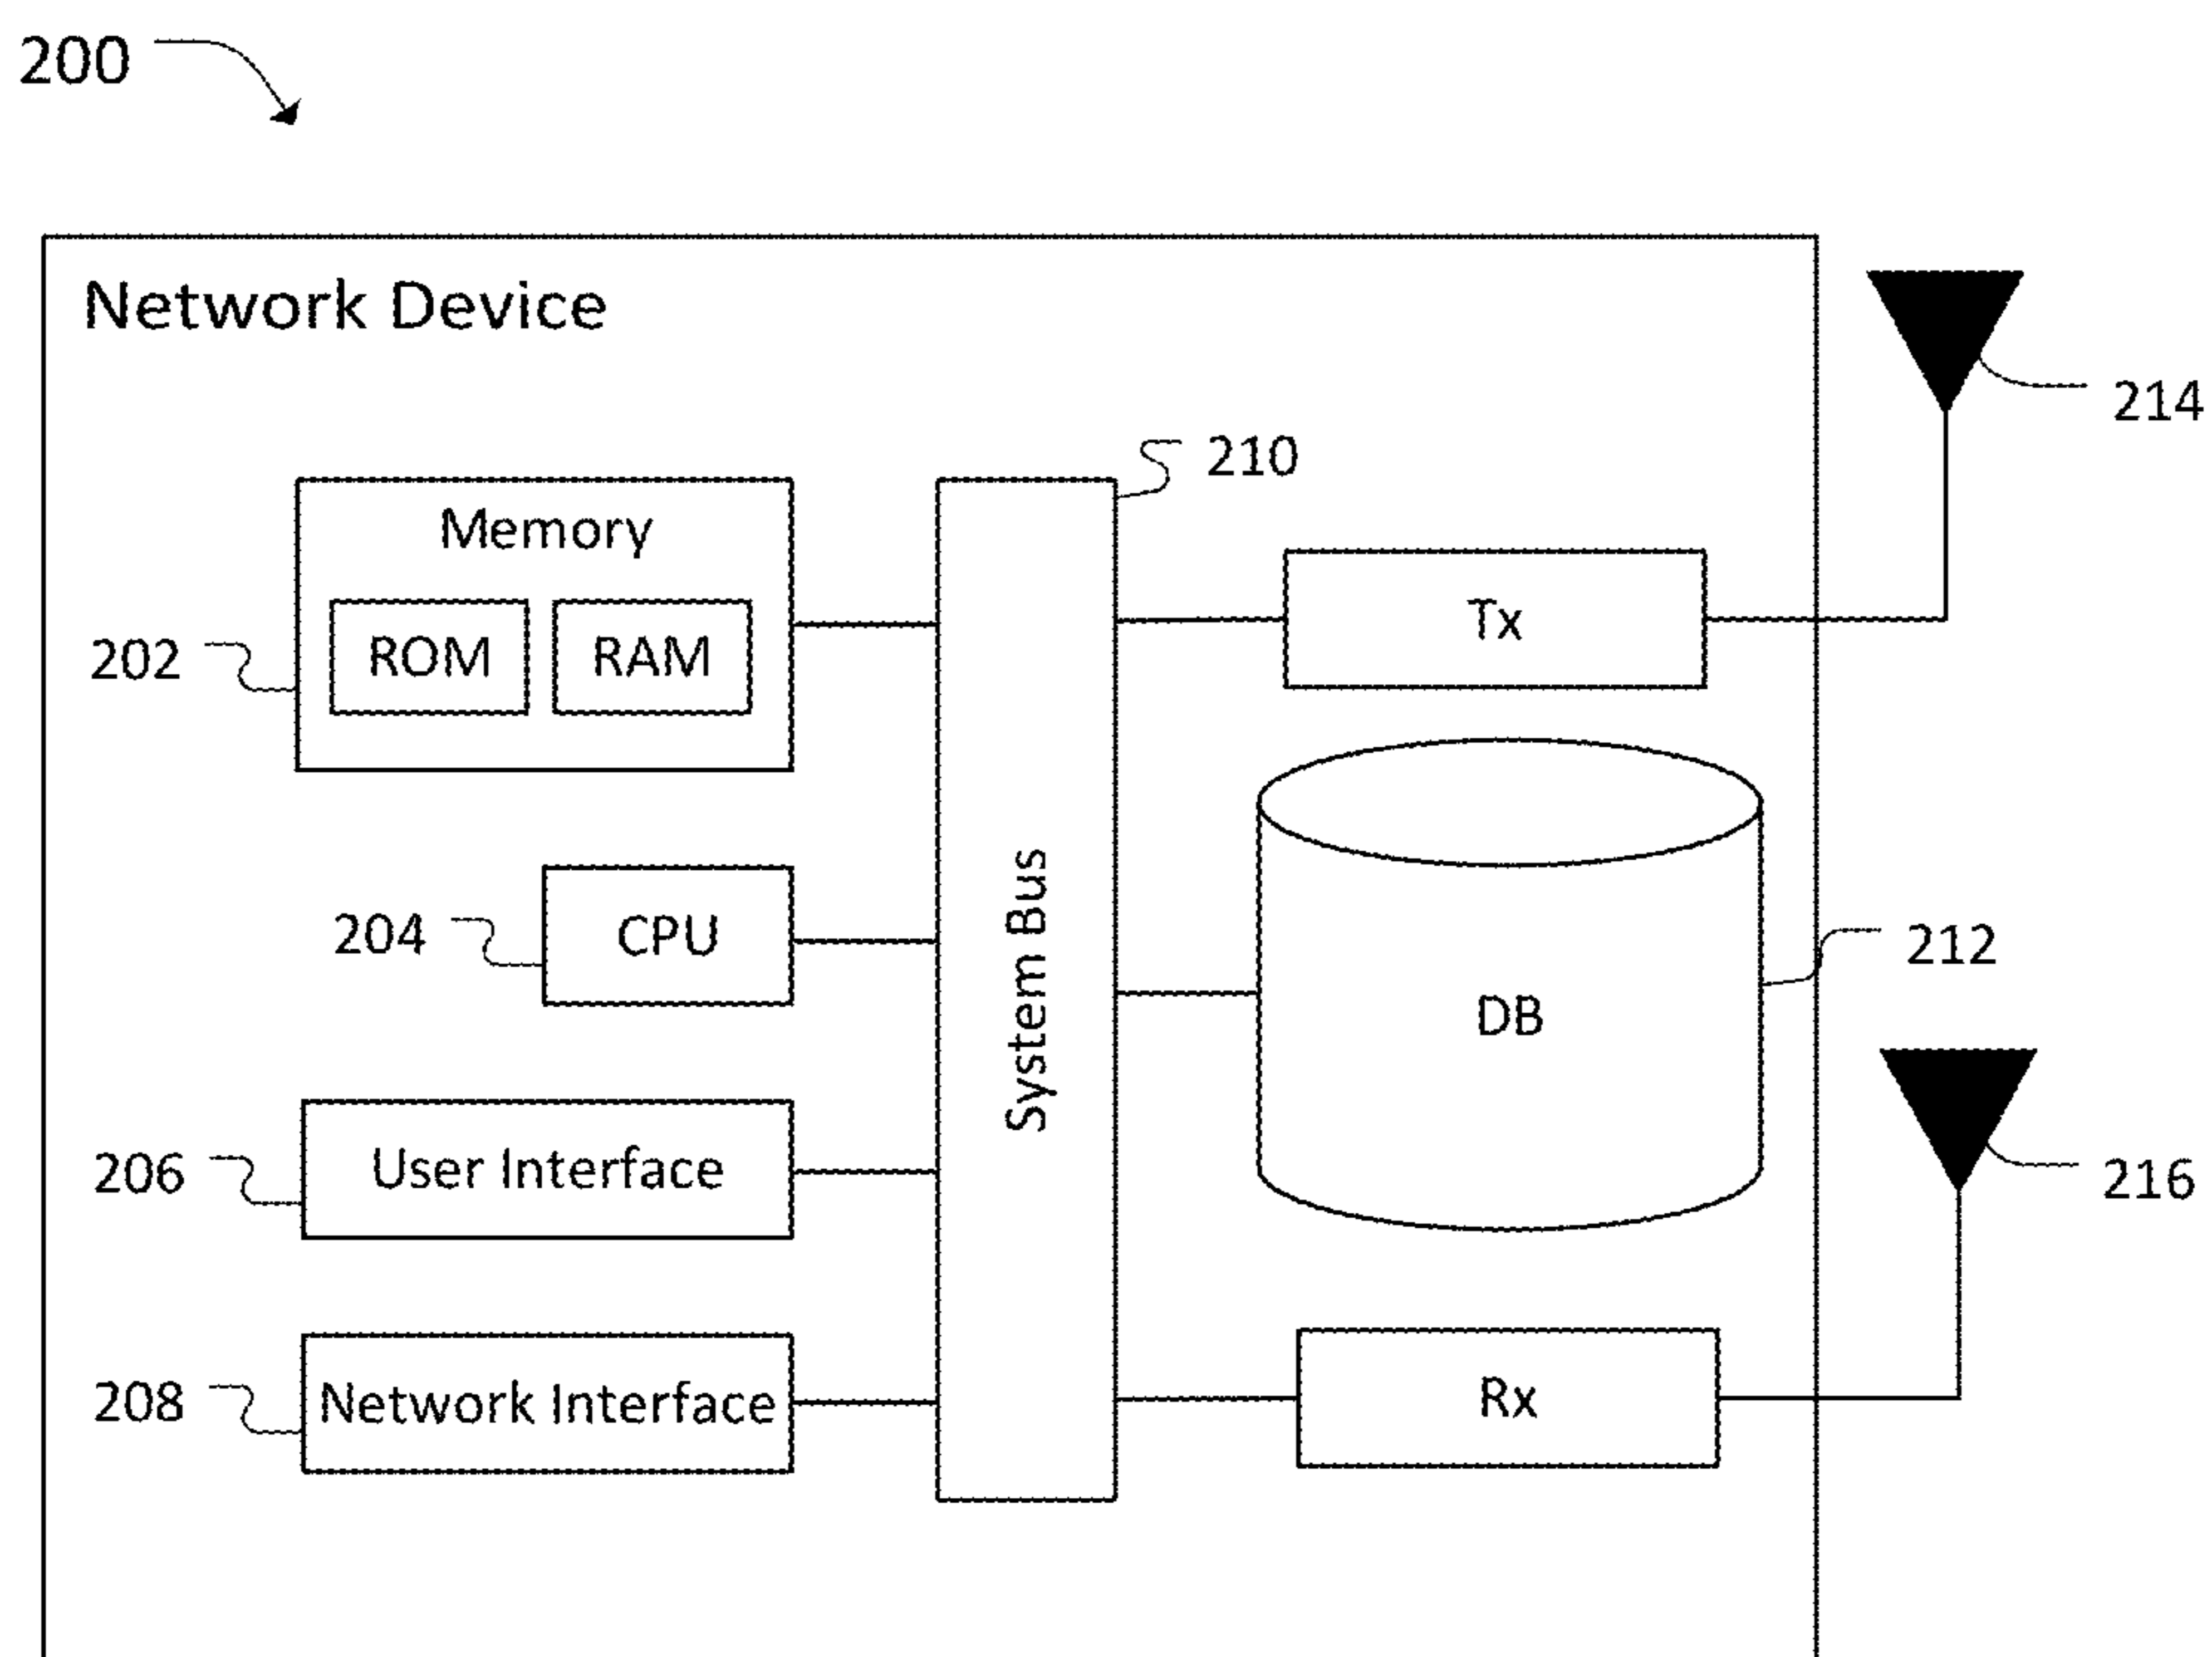 200
Network Device
214
210
Memory
Tx
ROM RAM
202
204
CPU
212
System Bus
DB
206
User Interface
216
208
Network Interface
Rx